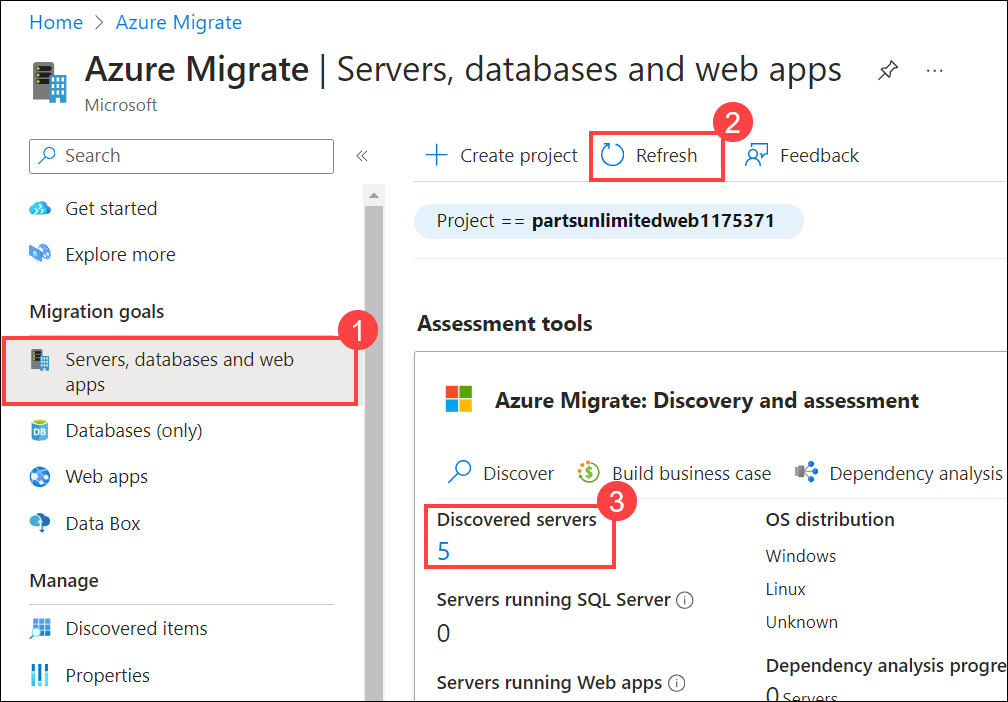 Home > Azure Migrate
Azure Migrate | Servers, databases and web apps
...
Microsoft
Search
«
Get started
Explore more
Migration goals
1
Servers, databases and web
apps
Databases (only)
Web apps
Data Box
Manage
Discovered items
Properties
2
Create project
Refresh
Feedback
Project == partsunlimitedweb1175371
Assessment tools
Azure Migrate: Discovery and assessment
Discover
Build business case
Dependency analysis
3
Discovered servers
5
Servers running SQL Server
0
Servers running Web apps
OS distribution
Windows
Linux
Unknown
Dependency analysis progre
0 Servers